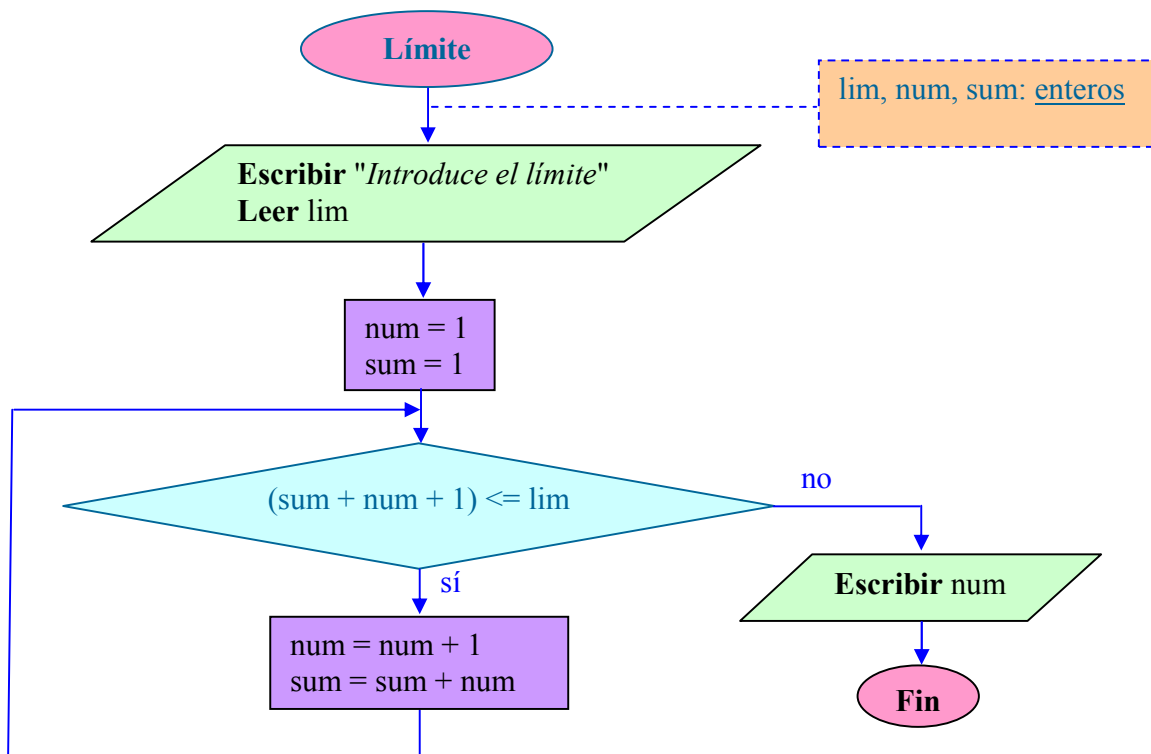 Límite
lim, num, sum: enteros
Escribir "Introduce el límite"
Leer lim
num = 1
sum = 1
(sum + num + 1) <= lim
no
sí
Escribir num
num = num + 1
sum = sum + num
Fin